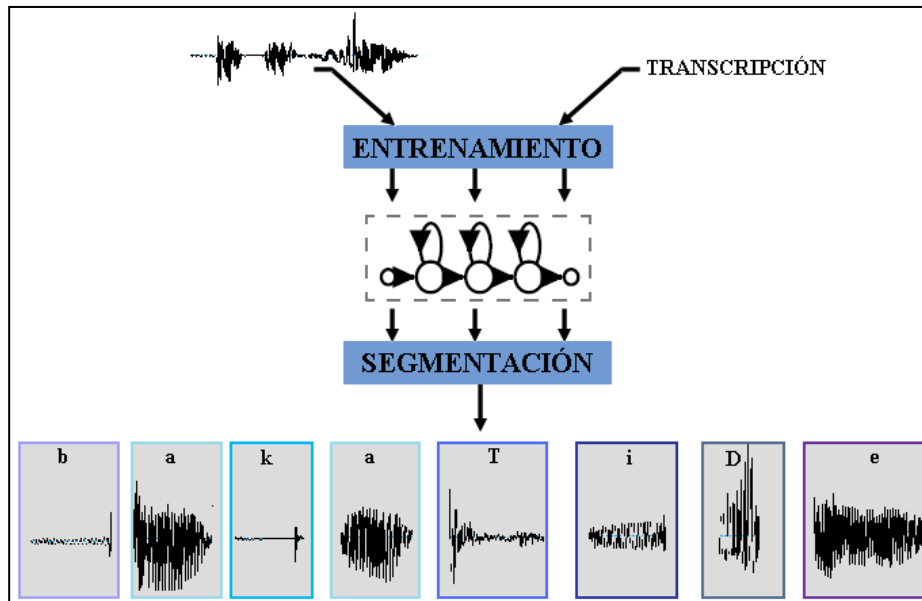 TRANSCRIPCIÓN
ENTRENAMIENTO
SEGMENTACIÓN
b a k a T i D e